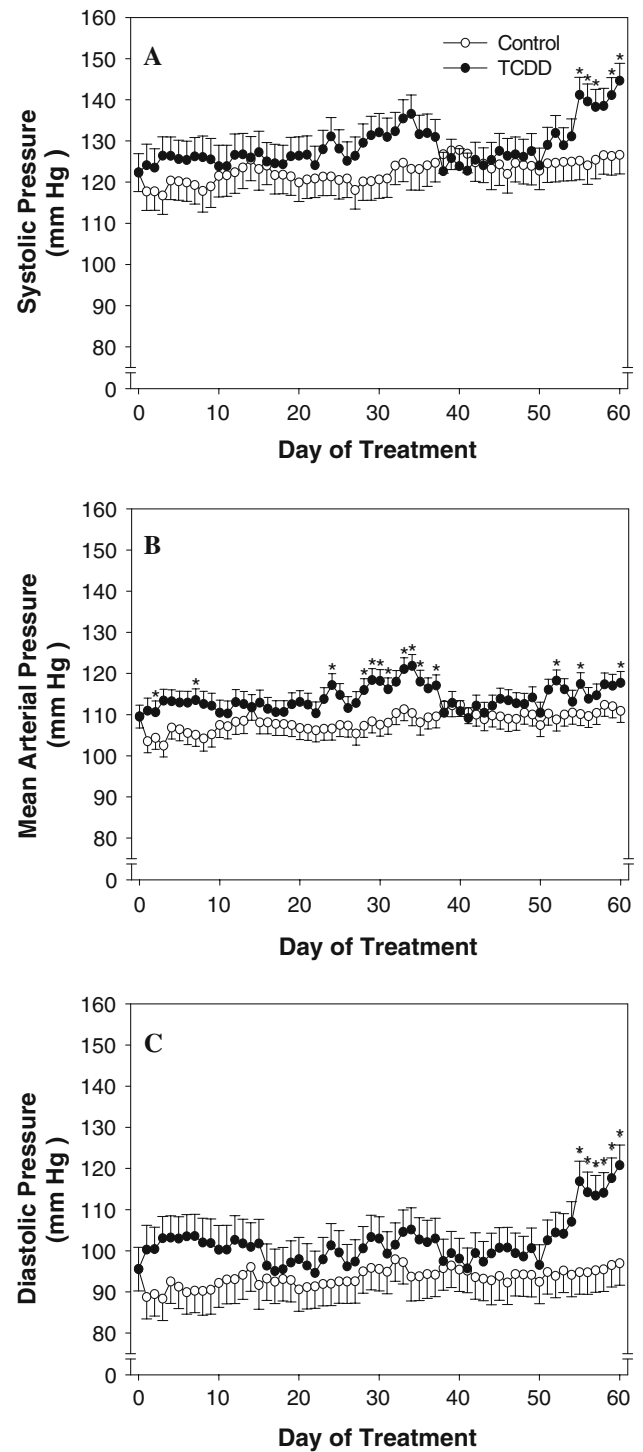 A
Control
TCDD
160
150
140
130
120
110
100
90
80
0
Systolic Pressure
(mm Hg )
* * * * *
0 10 20 30 40 50 60
Day of Treatment
B
160
150
140
130
120
110
100
90
80
0
Mean Arterial Pressure
(mm Hg )
* * * * * * * * * * * * * *
0 10 20 30 40 50 60
Day of Treatment
C
160
150
140
130
120
110
100
90
80
0
Diastolic Pressure
(mm Hg )
* * * * * *
0 10 20 30 40 50 60
Day of Treatment